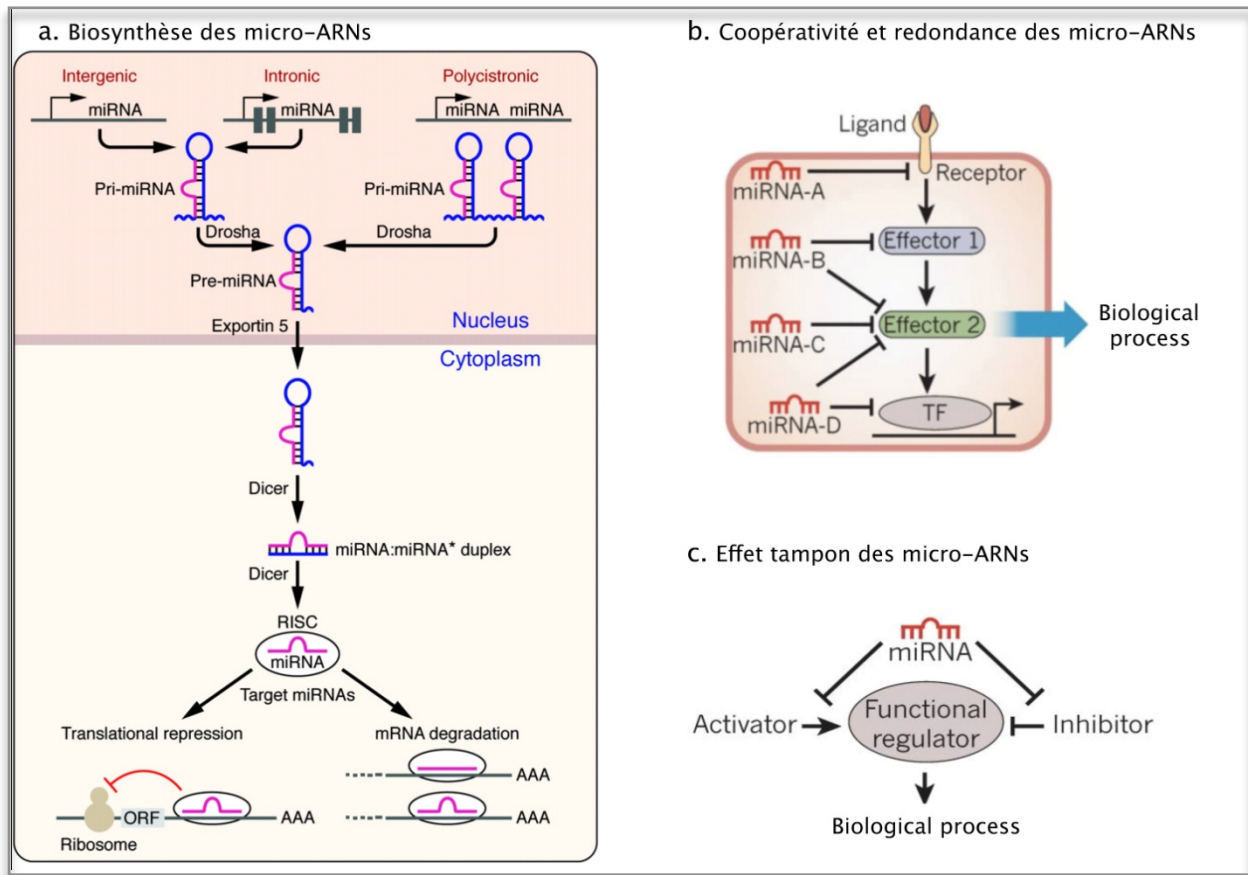 a. Biosynthèse des micro-ARNs
Intergenic
Intronic
Polycistronic
miRNA
miRNA
miRNA miRNA
Pri-miRNA
Pri-miRNA
Drosha
Drosha
Pre-miRNA
Exportin 5
Nucleus
Cytoplasm
Dicer
miRNA:miRNA* duplex
Dicer
RISC
miRNA
Target miRNAs
Translational repression
mRNA degradation
AAA
ORF
AAA
AAA
Ribosome
b. Coopérativité et redondance des micro-ARNs
Ligand
Receptor
miRNA-A
Effector 1
miRNA-B
Effector 2
Biological
process
miRNA-C
TF
miRNA-D
c. Effet tampon des micro-ARNs
miRNA
Activator
Functional
regulator
Inhibitor
Biological process